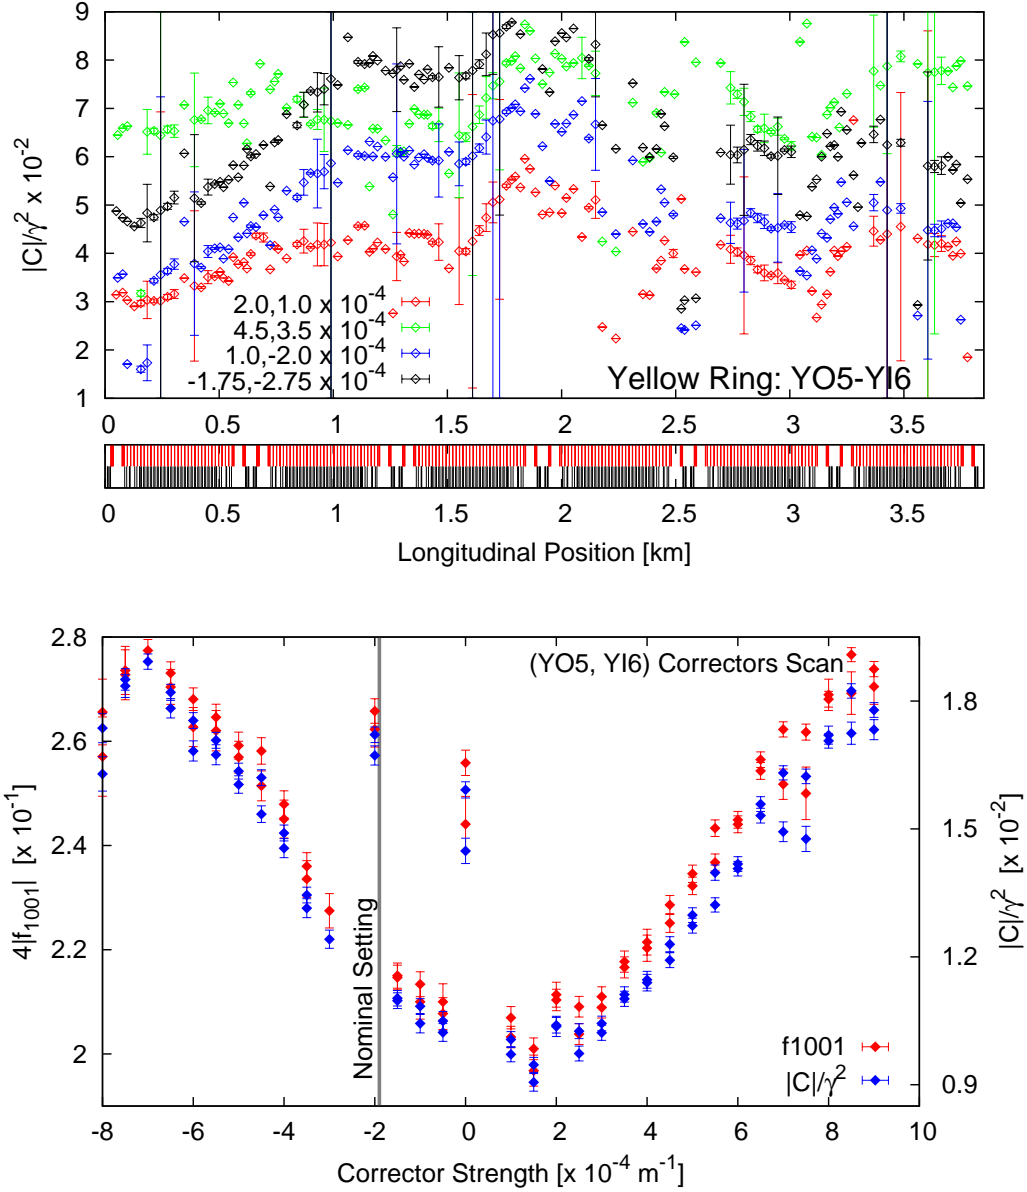 9
8
7
6
5
4
3
2
1
|C|/γ² x 10⁻²
2.0,1.0 x 10⁻⁴
4.5,3.5 x 10⁻⁴
1.0,-2.0 x 10⁻⁴
-1.75,-2.75 x 10⁻⁴
Yellow Ring: YO5-YI6
0 0.5 1 1.5 2 2.5 3 3.5
0 0.5 1 1.5 2 2.5 3 3.5
Longitudinal Position [km]
2.8
2.6
2.4
2.2
2
4|f₁₀₀₁| [x 10⁻¹]
(YO5, YI6) Correctors Scan
Nominal Setting
f1001
|C|/γ²
1.8
1.5
1.2
0.9
|C|/γ² [x 10⁻²]
-8 -6 -4 -2 0 2 4 6 8 10
Corrector Strength [x 10⁻⁴ m⁻¹]